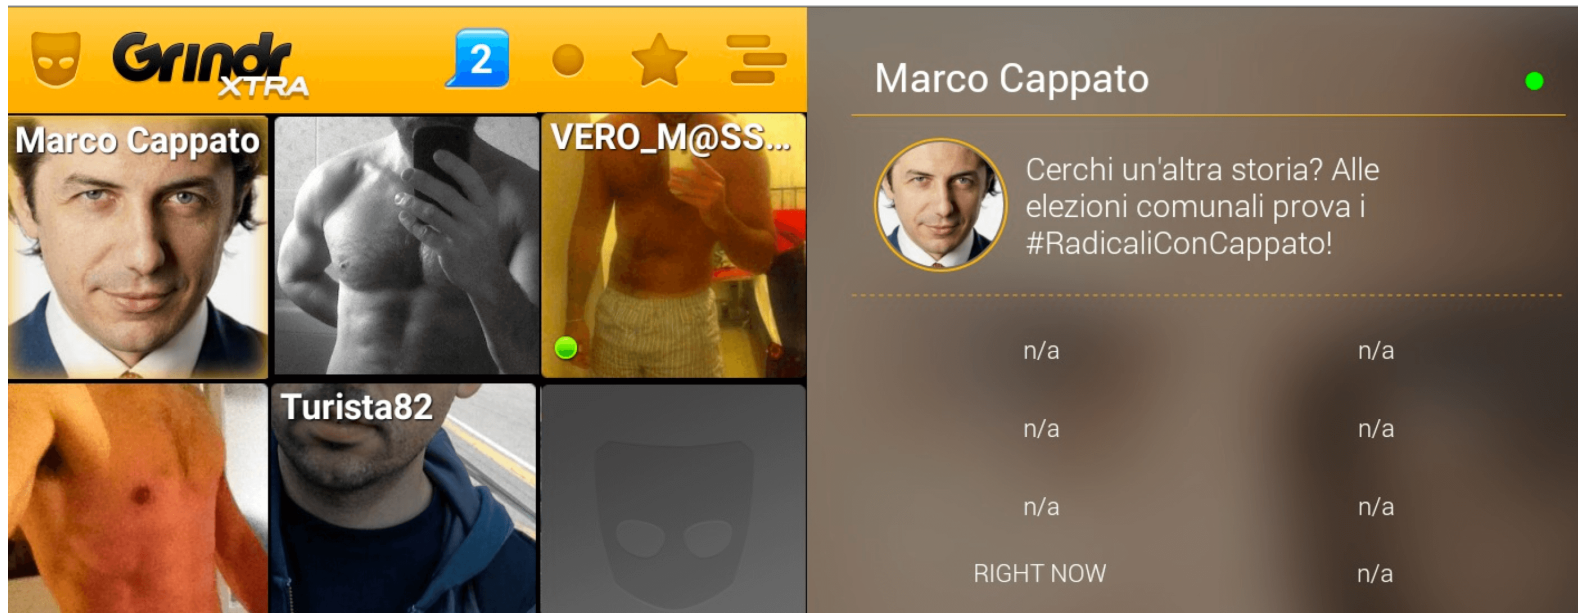 Grindr
XTRA
2
Marco Cappato
VERO_M@SS...
Turista82
Marco Cappato
Cerchi un'altra storia? Alle
elezioni comunali prova i
#RadicaliConCappato!
n/a
n/a
n/a
n/a
n/a
n/a
RIGHT NOW
n/a